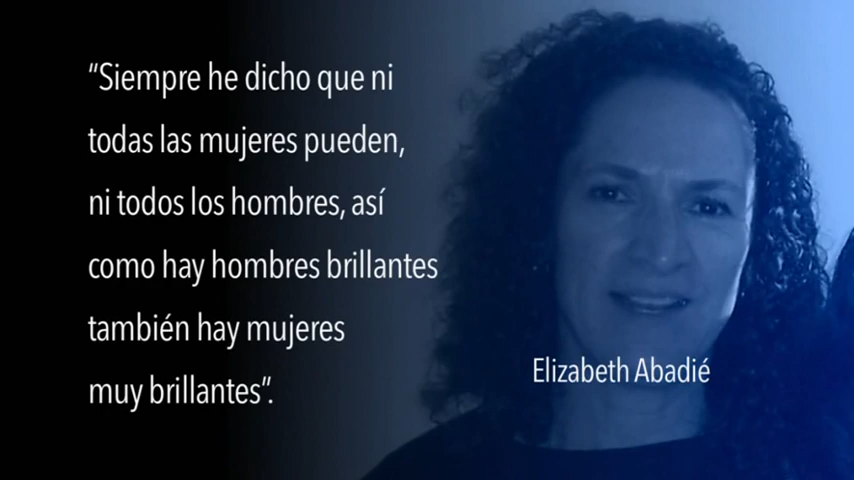 “Siempre he dicho que ni
todas las mujeres pueden,
ni todos los hombres, así
como hay hombres brillantes
también hay mujeres
muy brillantes”.
Elizabeth Abadié